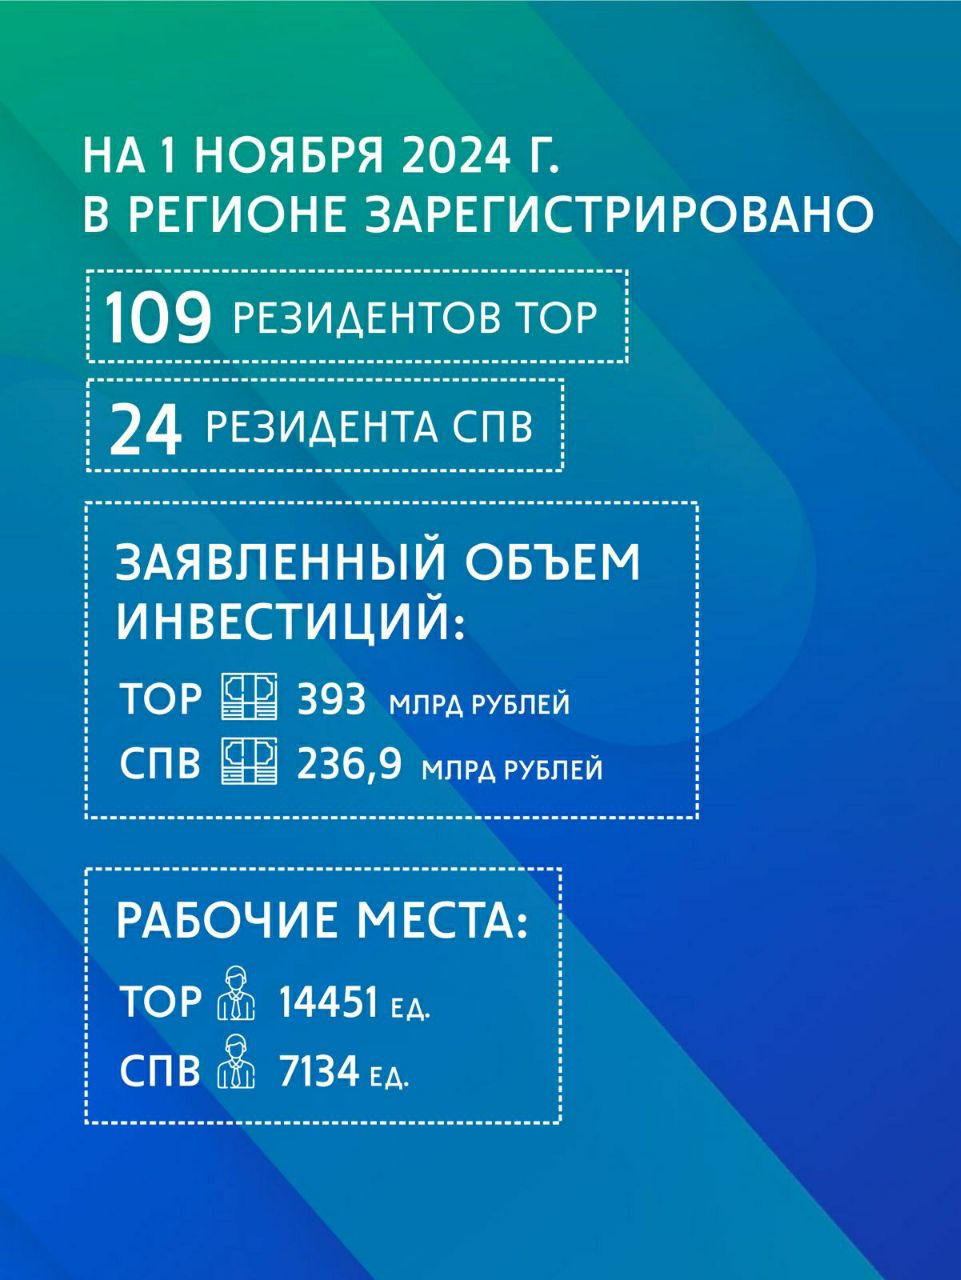 НА 1 НОЯБРЯ 2024 Г.
В РЕГИОНЕ ЗАРЕГИСТРИРОВАНО
109 РЕЗИДЕНТОВ ТОР
24 РЕЗИДЕНТА СПВ
ЗАЯВЛЕННЫЙ ОБЪЕМ
ИНВЕСТИЦИЙ:
ТОР 393 МЛРД РУБЛЕЙ
СПВ 236,9 МЛРД РУБЛЕЙ
РАБОЧИЕ МЕСТА:
ТОР 14451 ЕД.
СПВ 7134 ЕД.